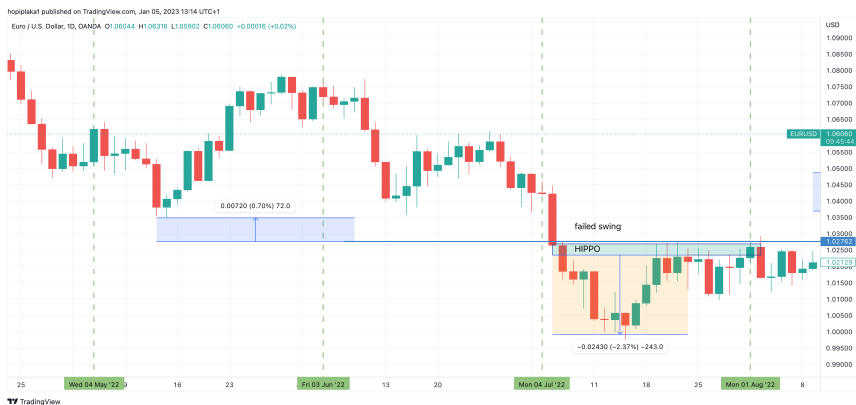 hopiplaka1 published on TradingView.com, Jan 05, 2023 13:14 UTC+1
Euro / U.S. Dollar, 1D, OANDA O1.06044 H1.06316 L1.05902 C1.06060 +0.00016 (+0.02%)
USD
1.09000
1.08500
1.08000
1.07500
1.07000
1.06500
EURUSD 1.06060
09:45:44
1.05500
1.05000
1.04500
1.04000
0.00720 (0.70%) 72.0
1.03500
1.03000
failed swing
1.02762
HIPPO
1.02500
1.02129
1.01500
1.01000
1.00500
1.00000
−0.02430 (−2.37%) −243.0
0.99500
0.99000
25 Wed 04 May '22 9 16 23 Fri 03 Jun '22 13 20 Mon 04 Jul '22 11 18 25 Mon 01 Aug '22 8
TradingView